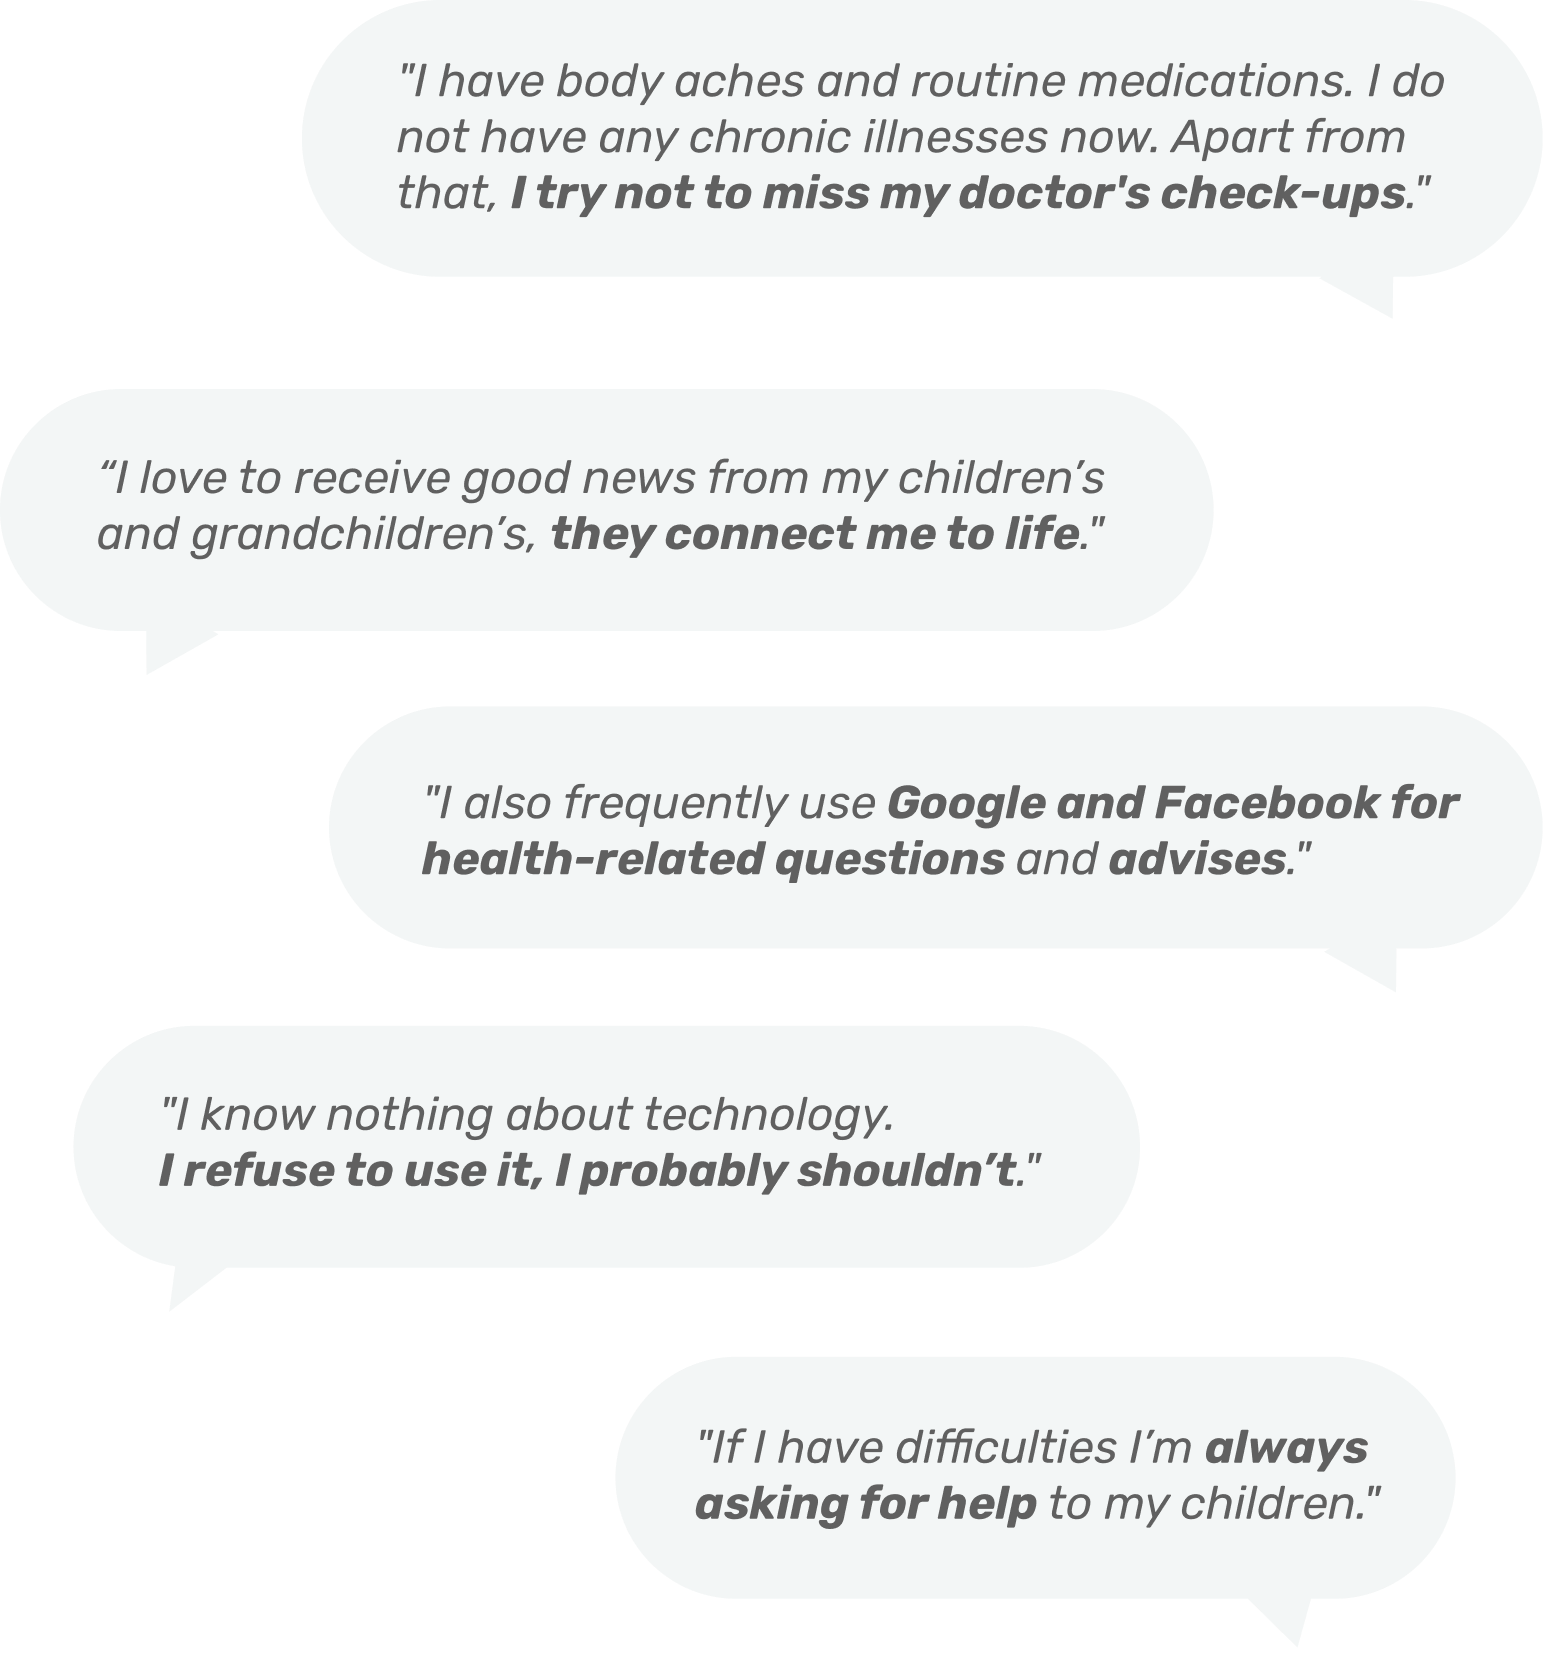 "I have body aches and routine medications. I do
not have any chronic illnesses now. Apart from
that, I try not to miss my doctor's check-ups."
“I love to receive good news from my children’s
and grandchildren’s, they connect me to life."
"I also frequently use Google and Facebook for
health-related questions and advises."
"I know nothing about technology.
I refuse to use it, I probably shouldn’t."
"If I have difficulties I’m always
asking for help to my children."